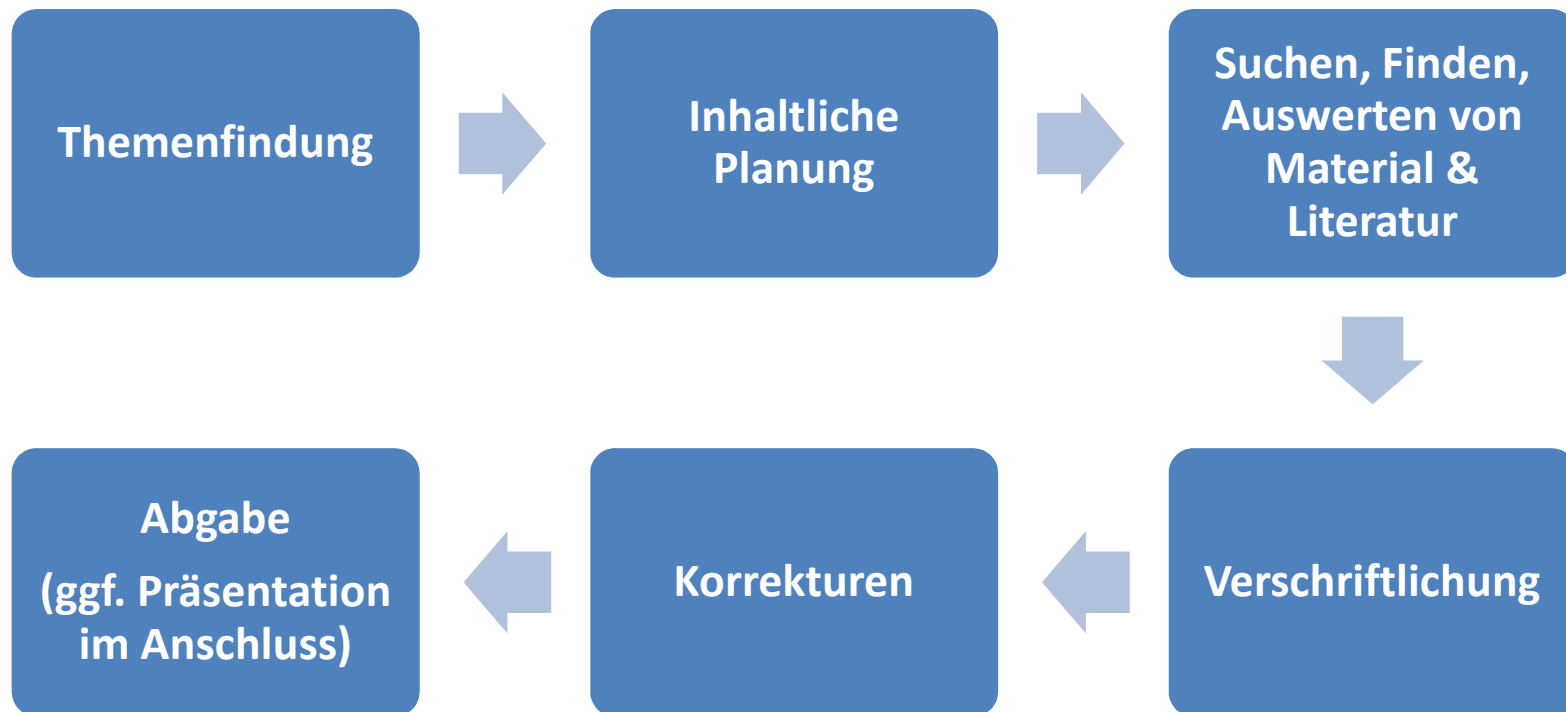 Themenfindung
Inhaltliche
Planung
Suchen, Finden,
Auswerten von
Material &
Literatur
Verschriftlichung
Korrekturen
Abgabe
(ggf. Präsentation
im Anschluss)